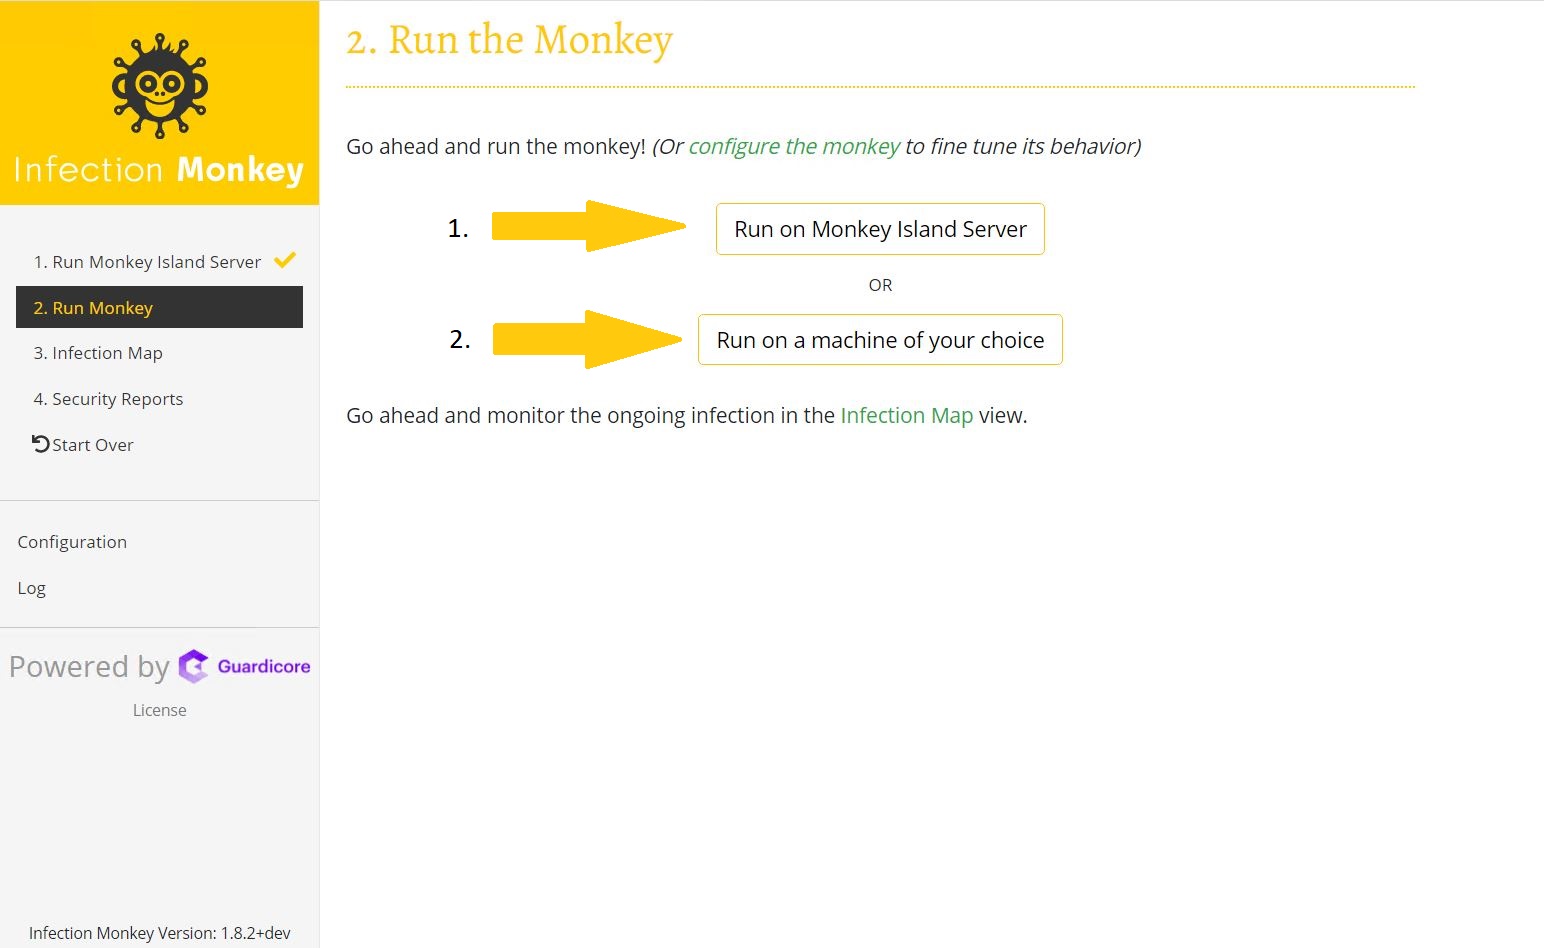 Infection Monkey
1. Run Monkey Island Server
2. Run Monkey
3. Infection Map
4. Security Reports
Start Over
Configuration
Log
Powered by Guardicore
License
Infection Monkey Version: 1.8.2+dev
2. Run the Monkey
Go ahead and run the monkey! (Or configure the monkey to fine tune its behavior)
1. Run on Monkey Island Server
OR
2. Run on a machine of your choice
Go ahead and monitor the ongoing infection in the Infection Map view.